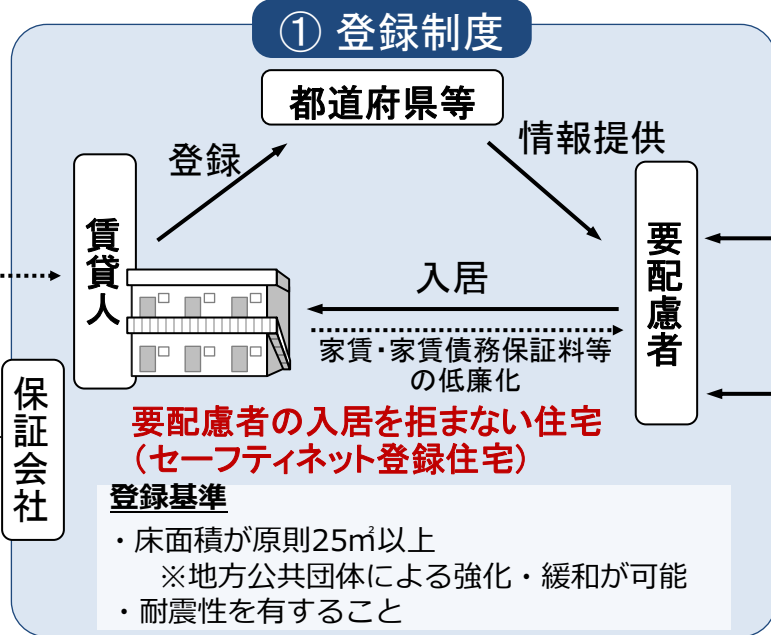 ① 登録制度
都道府県等
登録
情報提供
賃貸人
要配慮者
入居
家賃・家賃債務保証料等
の低廉化
保証会社
要配慮者の入居を拒まない住宅
（セーフティネット登録住宅）
登録基準
・床面積が原則25㎡以上
※地方公共団体による強化・緩和が可能
・耐震性を有すること